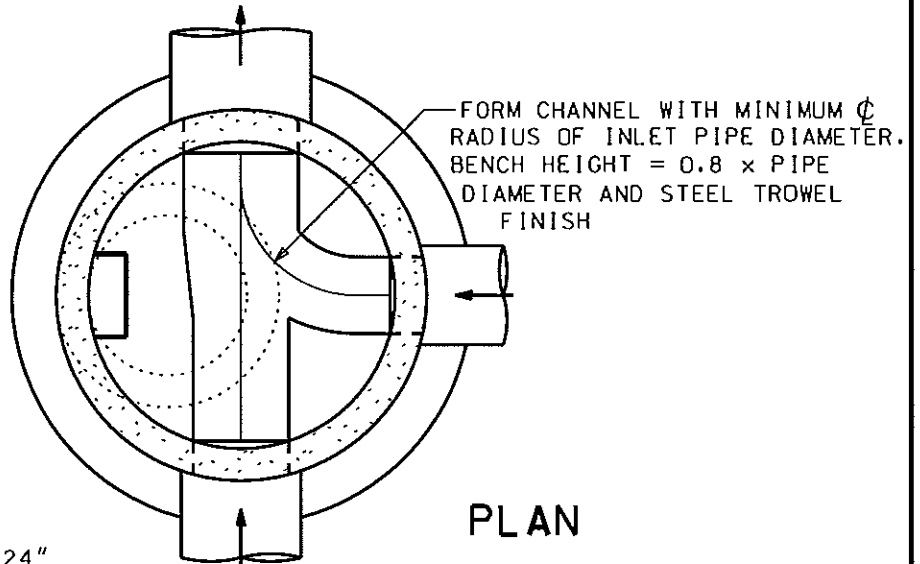 FORM CHANNEL WITH MINIMUM ℄
RADIUS OF INLET PIPE DIAMETER.
BENCH HEIGHT = 0.8 x PIPE
DIAMETER AND STEEL TROWEL
FINISH
PLAN
24"